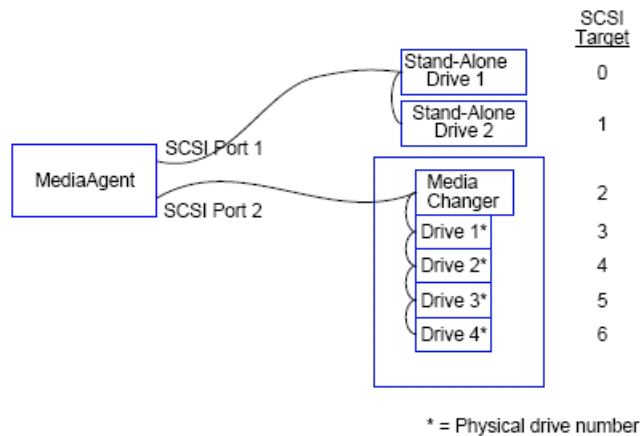 SCSI
Target
Stand-Alone
Drive 1
0
Stand-Alone
Drive 2
1
SCSI Port 1
MediaAgent
SCSI Port 2
Media
Changer
2
Drive 1*
3
Drive 2*
4
Drive 3*
5
Drive 4*
6
* = Physical drive number